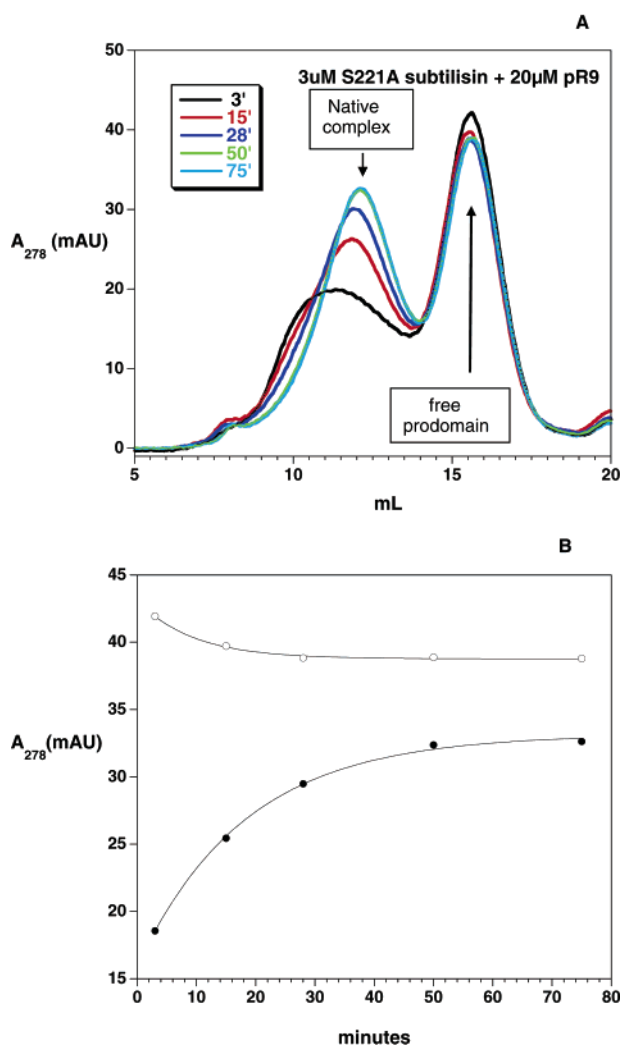 A
3uM S221A subtilisin + 20µM pR9
3'
15'
28'
50'
75'
Native
complex
free
prodomain
A278 (mAU)
50
40
30
20
10
0
5
10
15
20
mL
B
A278(mAU)
45
40
35
30
25
20
15
0
10
20
30
40
50
60
70
80
minutes